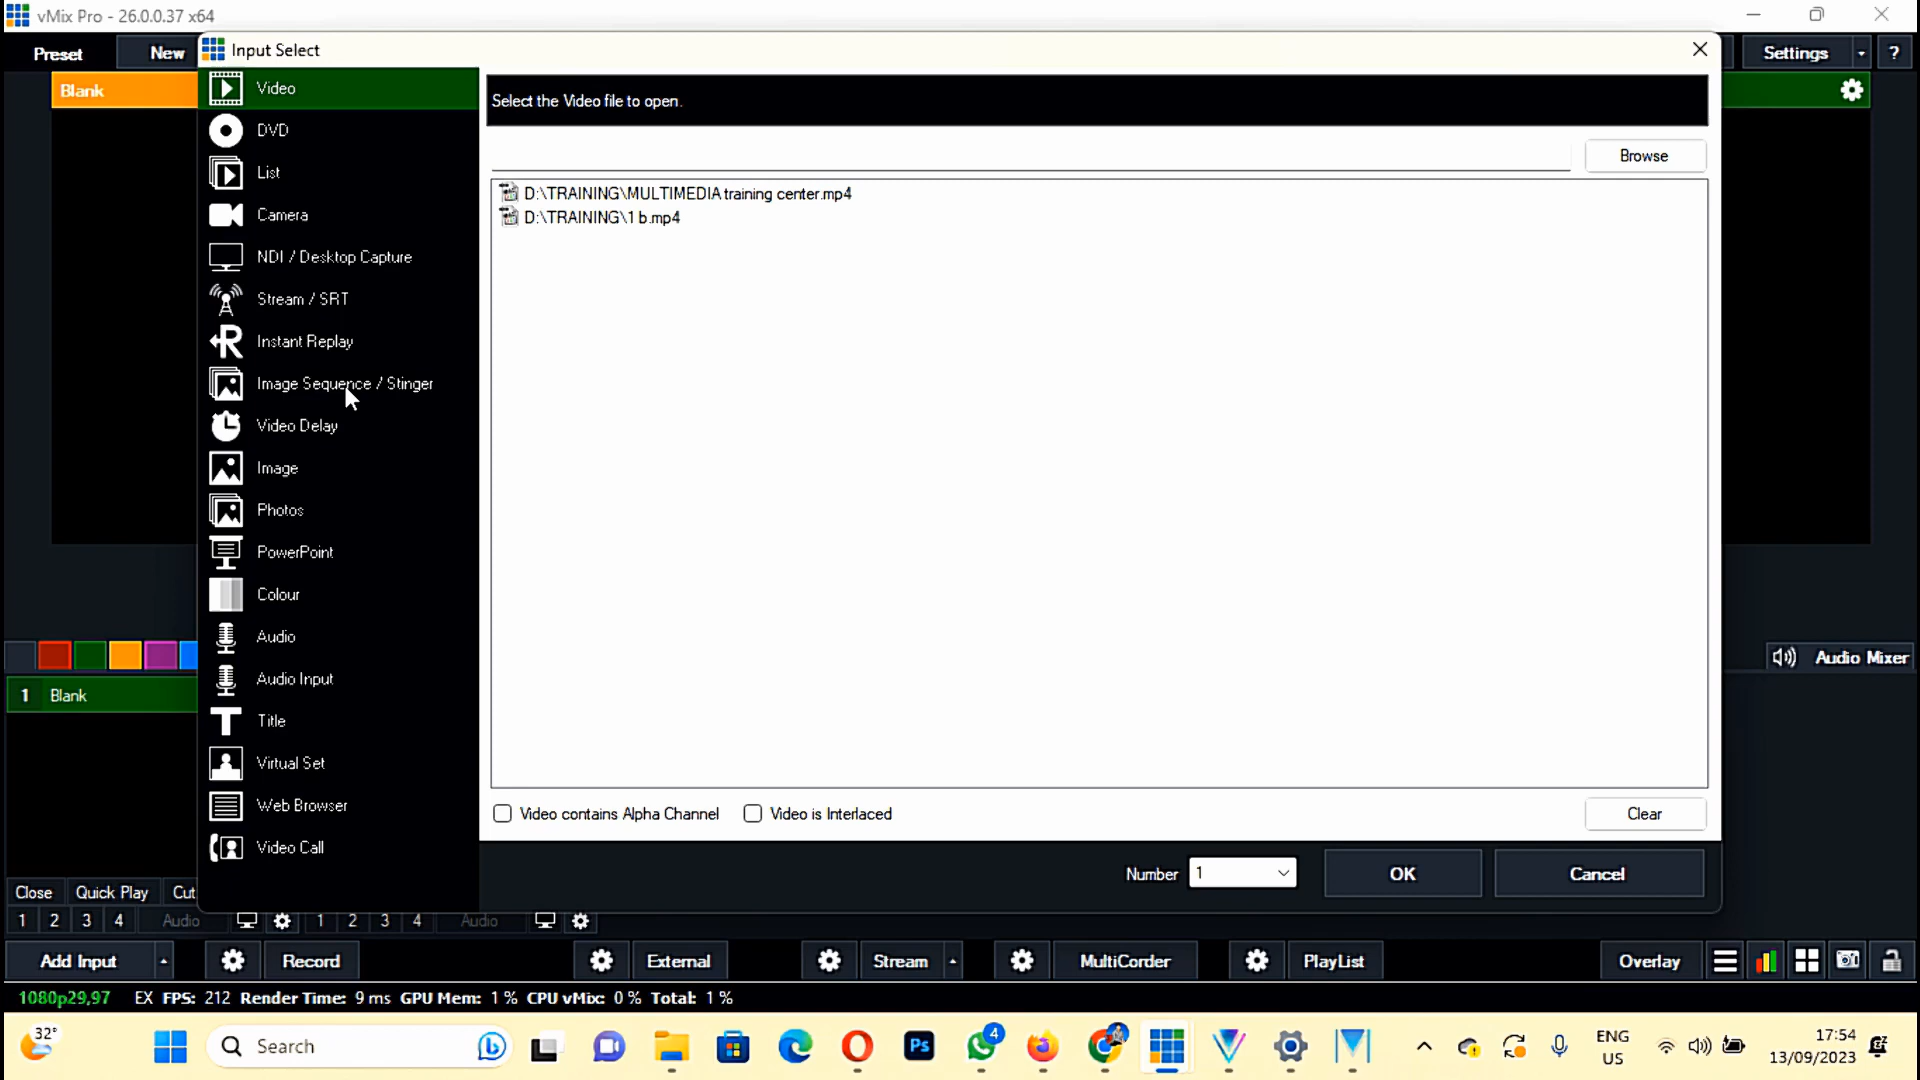 vMix Pro - 26.0.0.37 x64
Preset New Settings ?
Input Select
Blank
Video
DVD
List
Camera
NDI / Desktop Capture
Stream / SRT
Instant Replay
Image Sequence / Stinger
Video Delay
Image
Photos
PowerPoint
Colour
Audio
Audio Input
Title
Virtual Set
Web Browser
Video Call
Select the Video file to open.
Browse
D:\TRAINING\MULTIMEDIA training center.mp4
D:\TRAINING\1 b.mp4
Video contains Alpha Channel Video is Interlaced Clear
Number 1 OK Cancel
Audio Mixer
1 Blank
Close Quick Play Cut
1 2 3 4 Audio 1 2 3 4 Audio
Add Input Record External Stream MultiCorder PlayList Overlay
1080p29,97 EX FPS: 212 Render Time: 9 ms GPU Mem: 1 % CPU vMix: 0 % Total: 1 %
32°
Search
Ps
4
ENG
US
17:54
13/09/2023